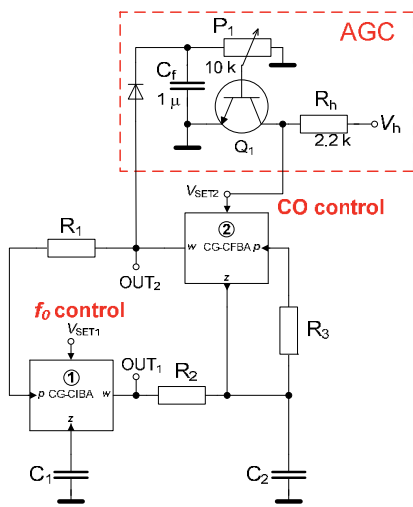 AGC
P1
10 k
Cf
1 µ
Q1
Rh
2.2 k
Vh
VSET2
CO control
2
w CG-CFBA p
z
R1
OUT2
R3
f0 control
VSET1
1
p CG-CIBA w
z
OUT1
R2
C1
C2